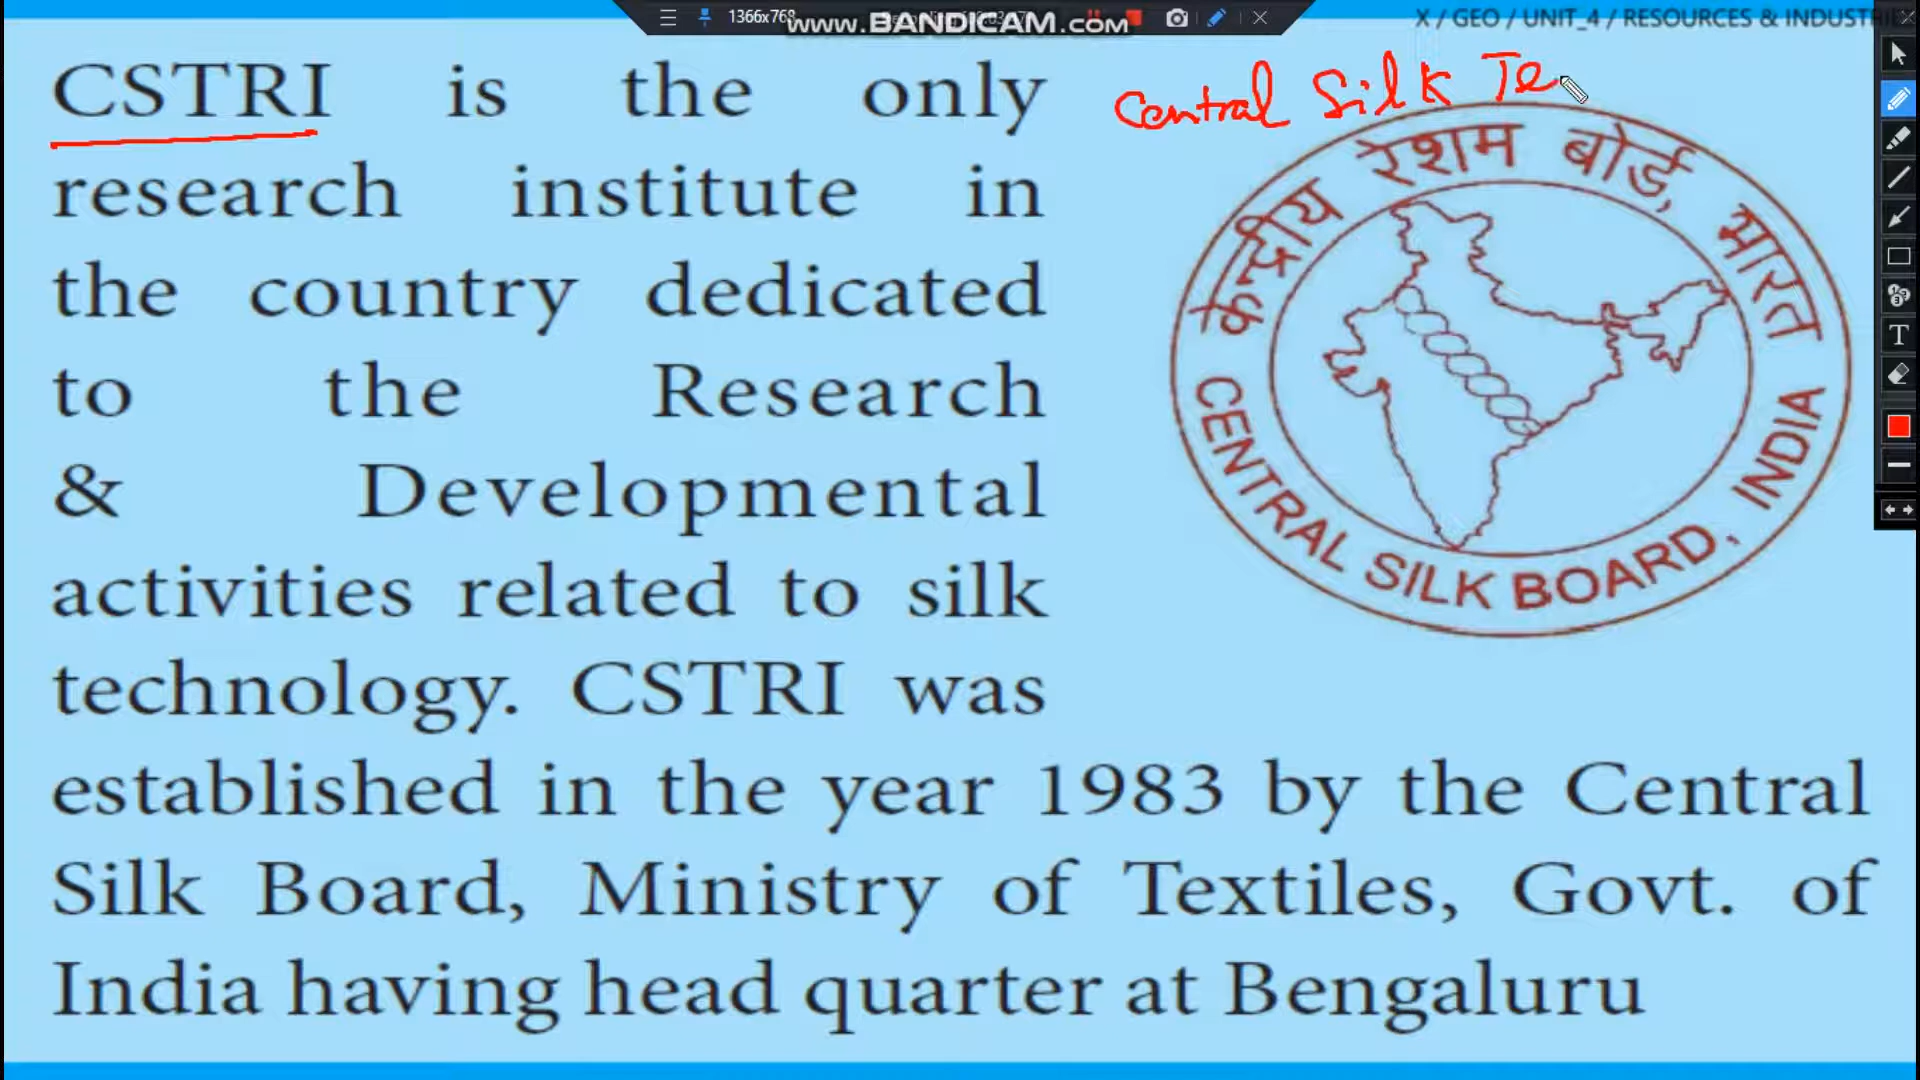 1366x768
www.BANDICAM.com
X / GEO / UNIT_4 / RESOURCES & INDUSTRIE
Central Silk Te
CSTRI is the only
research institute in
the country dedicated
to the Research
& Developmental
activities related to silk
technology. CSTRI was
established in the year 1983 by the Central
Silk Board, Ministry of Textiles, Govt. of
India having head quarter at Bengaluru
केन्द्रीय रेशम बोर्ड, भारत
CENTRAL SILK BOARD, INDIA
T